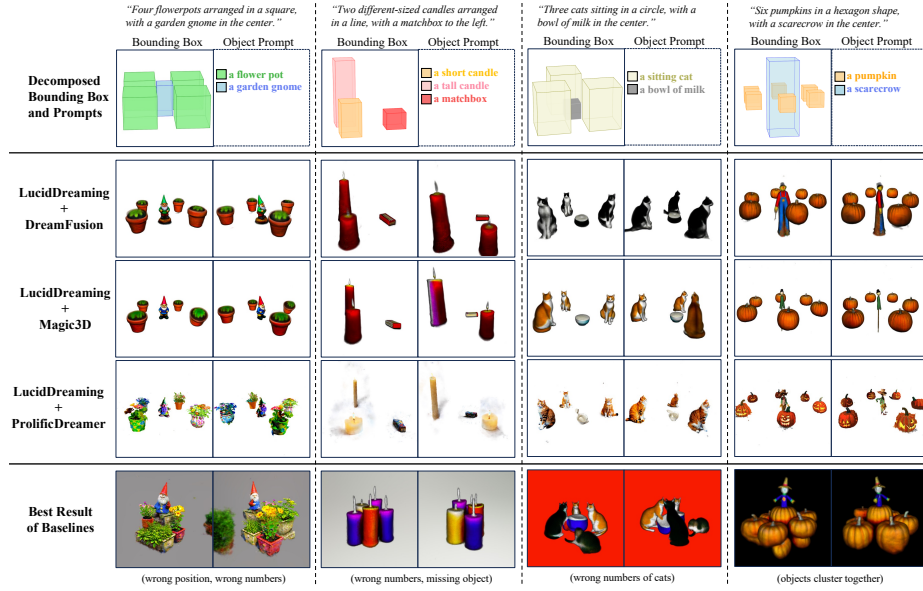 “Four flowerpots arranged in a square,
with a garden gnome in the center.”
“Two different-sized candles arranged
in a line, with a matchbox to the left.”
“Three cats sitting in a circle, with a
bowl of milk in the center.”
“Six pumpkins in a hexagon shape,
with a scarecrow in the center.”
Bounding Box Object Prompt Bounding Box Object Prompt Bounding Box Object Prompt Bounding Box Object Prompt
Decomposed
Bounding Box
and Prompts
a flower pot
a garden gnome
a short candle
a tall candle
a matchbox
a sitting cat
a bowl of milk
a pumpkin
a scarecrow
LucidDreaming
+
DreamFusion
LucidDreaming
+
Magic3D
LucidDreaming
+
ProlificDreamer
Best Result
of Baselines
(wrong position, wrong numbers) (wrong numbers, missing object) (wrong numbers of cats) (objects cluster together)